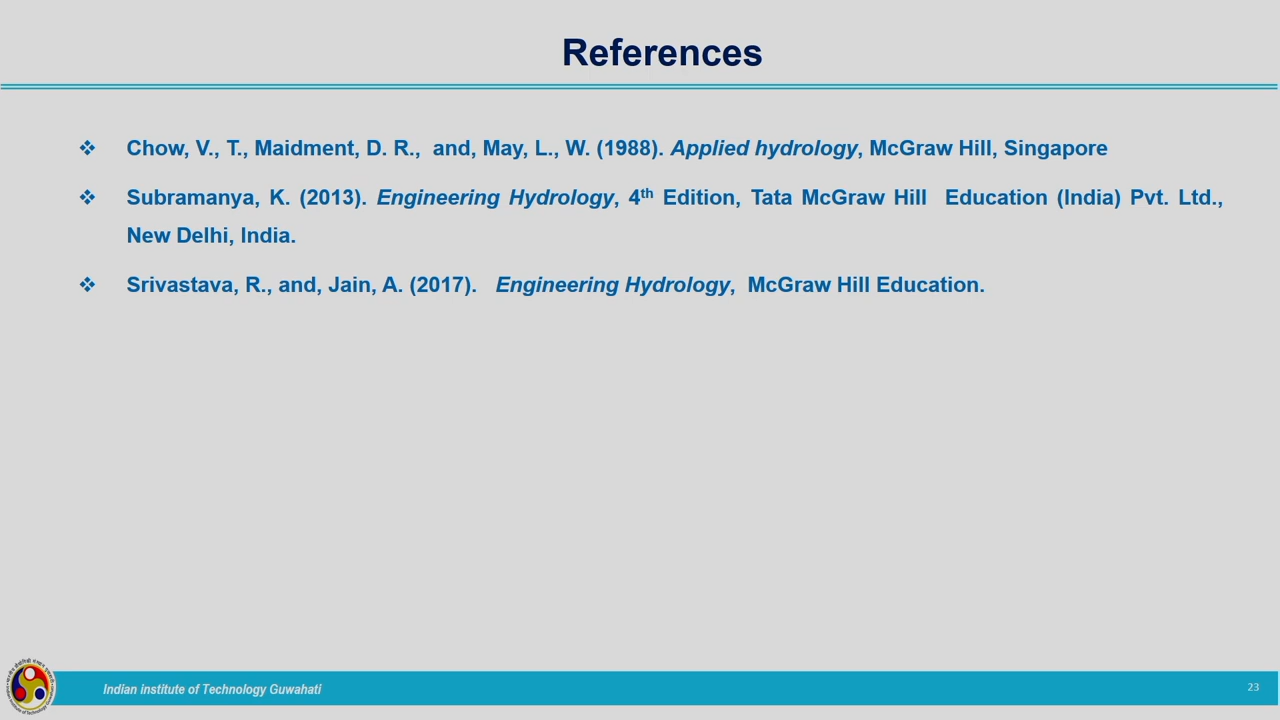 References
❖ Chow, V., T., Maidment, D. R., and, May, L., W. (1988). Applied hydrology, McGraw Hill, Singapore
❖ Subramanya, K. (2013). Engineering Hydrology, 4th Edition, Tata McGraw Hill Education (India) Pvt. Ltd.,
New Delhi, India.
❖ Srivastava, R., and, Jain, A. (2017). Engineering Hydrology, McGraw Hill Education.
Indian institute of Technology Guwahati
23